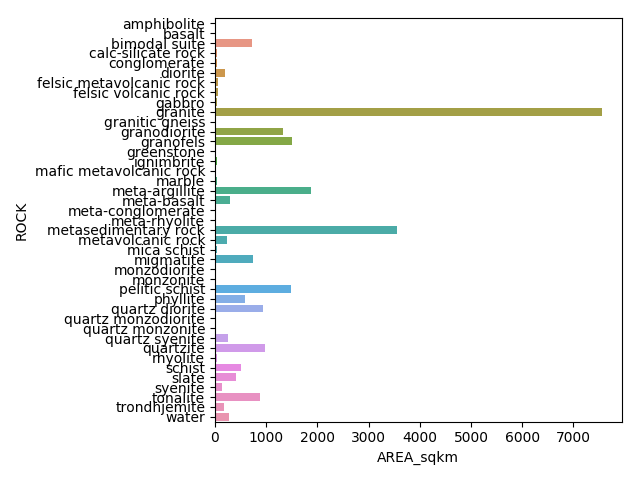 amphibolite
basalt
bimodal suite
calc-silicate rock
conglomerate
diorite
felsic metavolcanic rock
felsic volcanic rock
gabbro
granite
granitic gneiss
granodiorite
granofels
greenstone
ignimbrite
mafic metavolcanic rock
marble
meta-argillite
meta-basalt
meta-conglomerate
meta-rhyolite
metasedimentary rock
metavolcanic rock
mica schist
migmatite
monzodiorite
monzonite
pelitic schist
phyllite
quartz diorite
quartz monzodiorite
quartz monzonite
quartz syenite
quartzite
rhyolite
schist
slate
syenite
tonalite
trondhjemite
water
ROCK
0 1000 2000 3000 4000 5000 6000 7000
AREA_sqkm